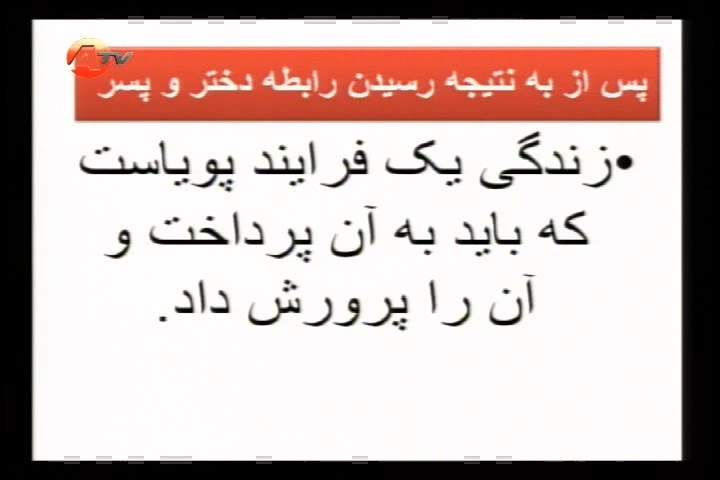 ATV
پس از به نتیجه رسیدن رابطه دختر و پسر
•زندگی یک فرایند پویاست
که باید به آن پرداخت و
آن را پرورش داد.